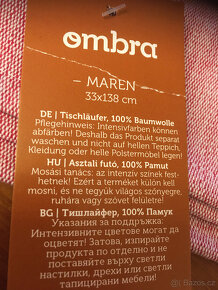 ombra
MAREN
33x138 cm
DE | Tischläufer, 100% Baumwolle
Pflegehinweis: Intensivfarben können
abfärben! Deshalb das Produkt separat
waschen und nicht auf hellen Teppich,
Kleidung oder helle Polstermöbel legen!
HU | Asztali futó, 100% Pamut
Mosási tanács: az intezív színek fest-
hetnek! Ezért a terméket külön kell
mosni, és ne tegyük világos szőnyegre,
ruhára vagy szövet felületre!
BG | Тишлайфер, 100% Памук
Указания за поддръжка:
Интензивните цветове могат да
оцветят! Затова, изпирайте
продукта по отделно и не
поставяйте върху светли
настилки, дрехи или светли
тапицирани мебели!